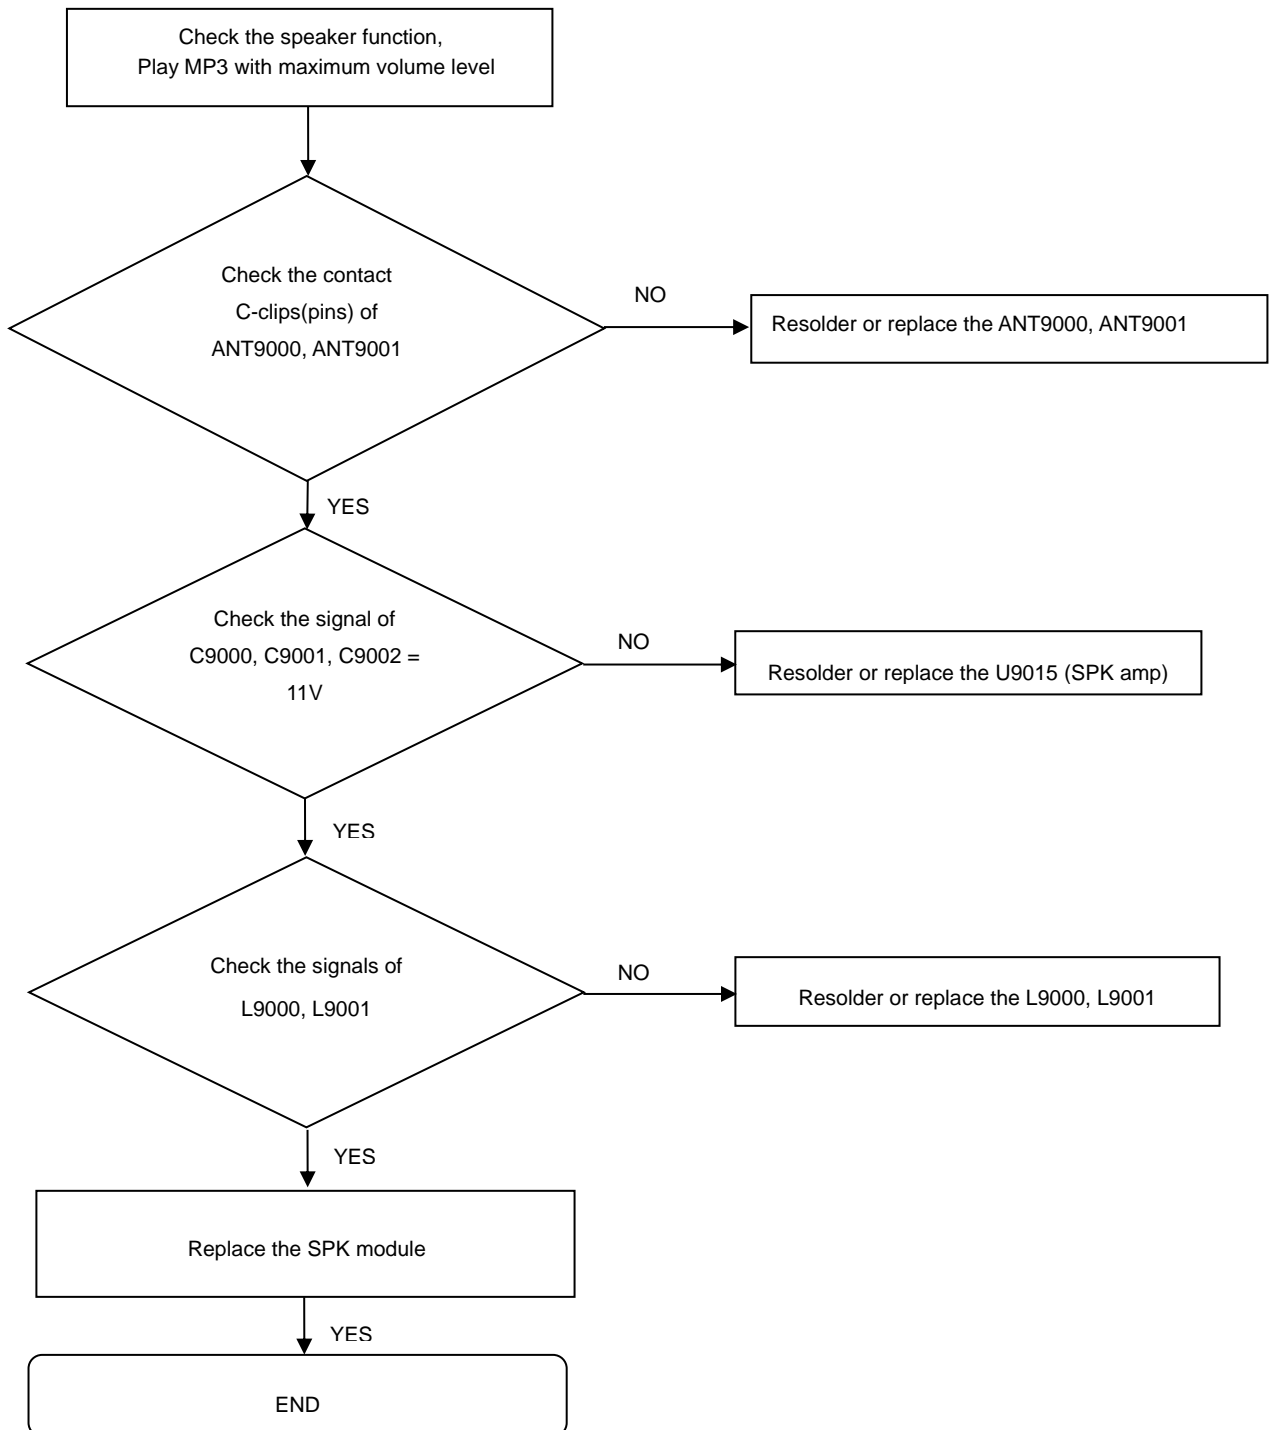 Check the speaker function,
Play MP3 with maximum volume level
Check the contact
C-clips(pins) of
ANT9000, ANT9001
NO
Resolder or replace the ANT9000, ANT9001
YES
Check the signal of
C9000, C9001, C9002 =
11V
NO
Resolder or replace the U9015 (SPK amp)
YES
Check the signals of
L9000, L9001
NO
Resolder or replace the L9000, L9001
YES
Replace the SPK module
YES
END